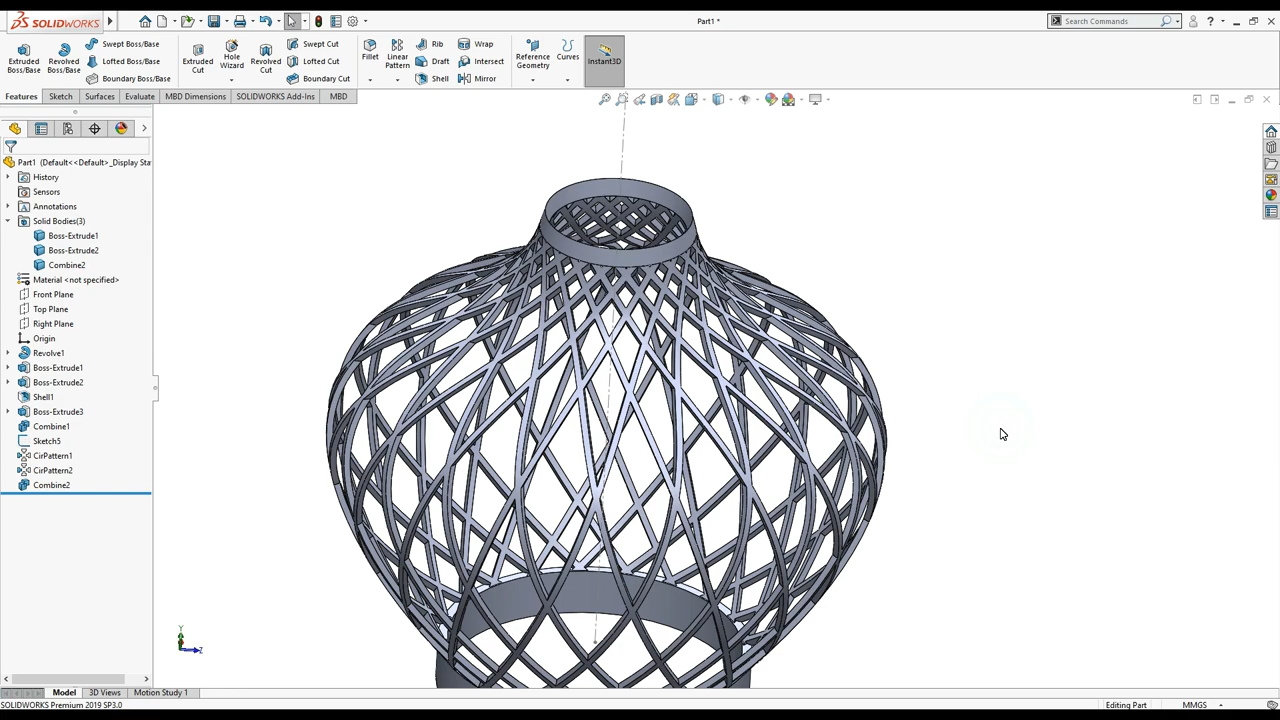 SOLIDWORKS
Part1 *
Search Commands
Extruded Boss/Base
Revolved Boss/Base
Swept Boss/Base
Lofted Boss/Base
Boundary Boss/Base
Extruded Cut
Hole Wizard
Revolved Cut
Swept Cut
Lofted Cut
Boundary Cut
Fillet
Linear Pattern
Rib
Draft
Shell
Wrap
Intersect
Mirror
Reference Geometry
Curves
Instant3D
Features Sketch Surfaces Evaluate MBD Dimensions SOLIDWORKS Add-Ins MBD
Part1 (Default<<Default>_Display Sta
History
Sensors
Annotations
Solid Bodies(3)
Boss-Extrude1
Boss-Extrude2
Combine2
Material <not specified>
Front Plane
Top Plane
Right Plane
Origin
Revolve1
Boss-Extrude1
Boss-Extrude2
Shell1
Boss-Extrude3
Combine1
Sketch5
CirPattern1
CirPattern2
Combine2
Y
Z
Model 3D Views Motion Study 1
SOLIDWORKS Premium 2019 SP3.0
Editing Part MMGS